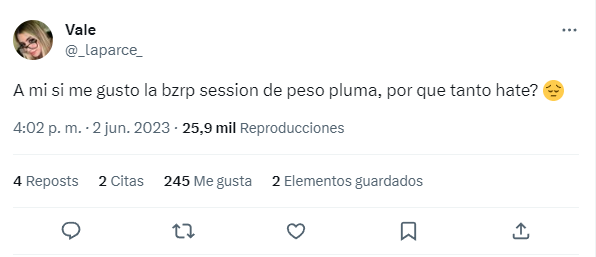 Vale
@_laparce_
A mi si me gusto la bzrp session de peso pluma, por que tanto hate? 😔
4:02 p. m. · 2 jun. 2023 · 25,9 mil Reproducciones
4 Reposts 2 Citas 245 Me gusta 2 Elementos guardados